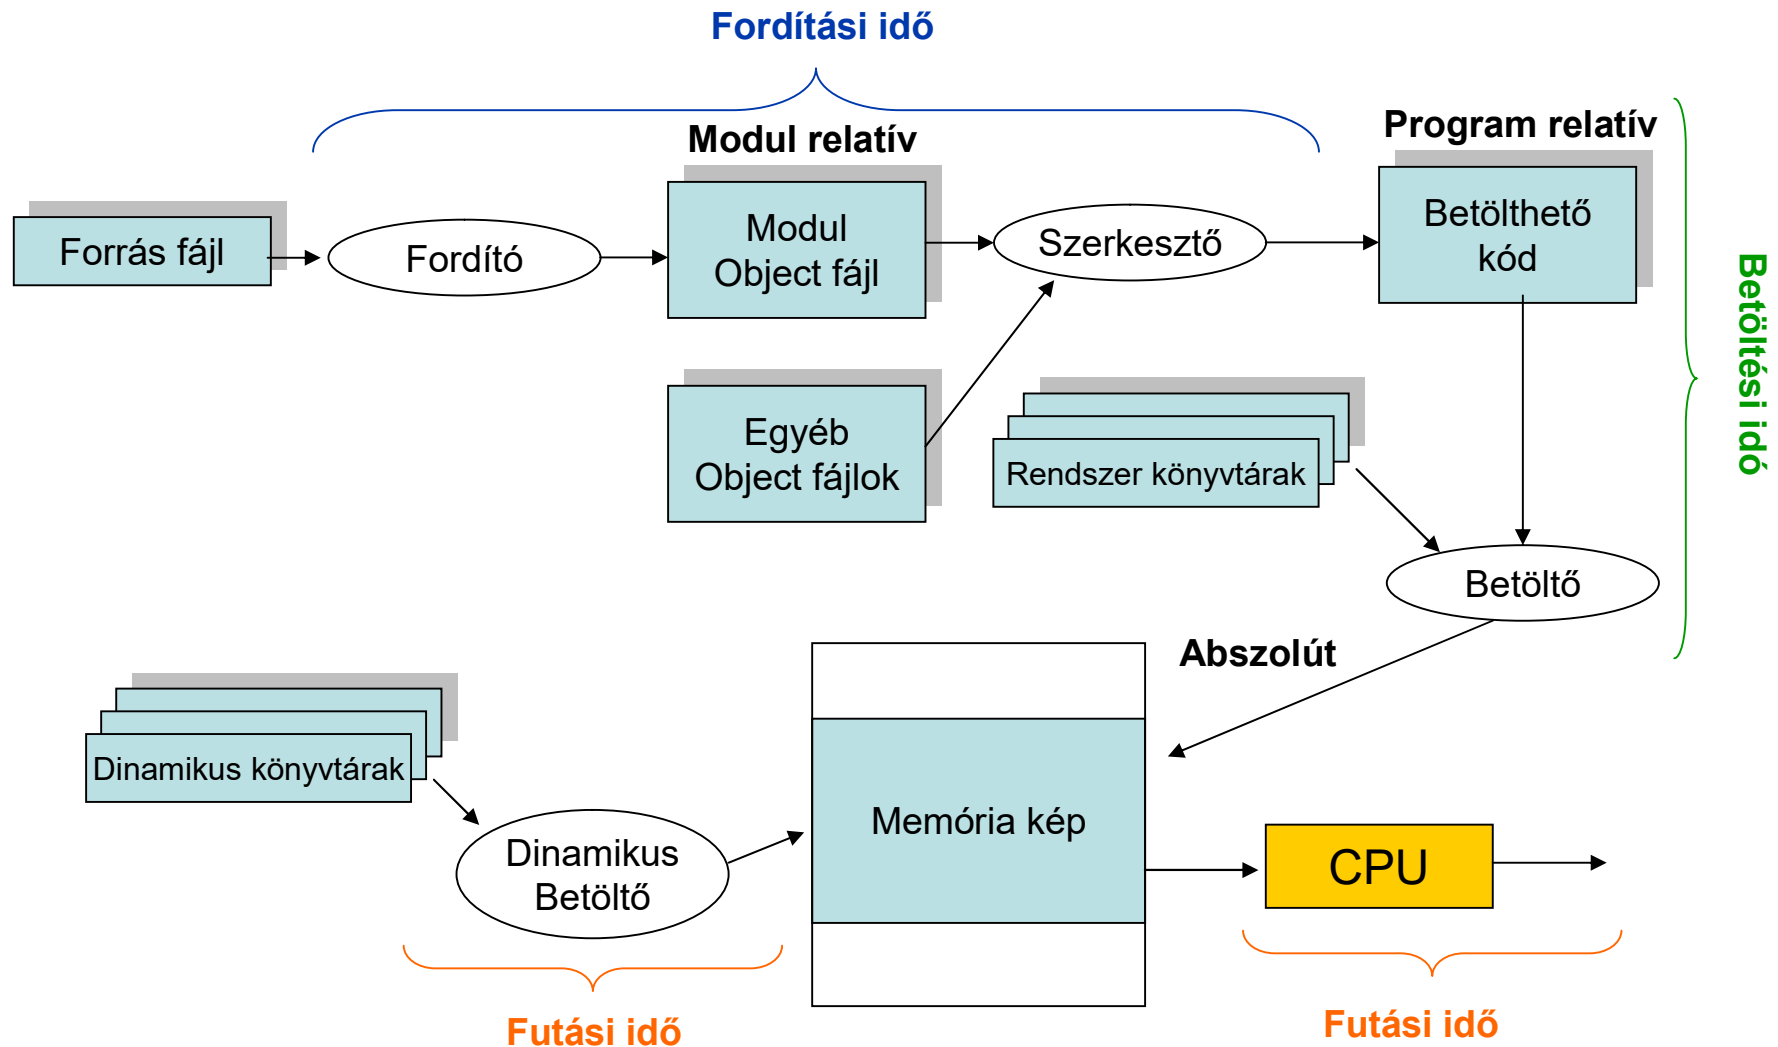 Fordítási idő
Modul relatív
Program relatív
Forrás fájl
Fordító
Modul
Object fájl
Szerkesztő
Betölthető
kód
Betöltési idó
Egyéb
Object fájlok
Rendszer könyvtárak
Betöltő
Abszolút
Dinamikus könyvtárak
Dinamikus
Betöltő
Memória kép
CPU
Futási idő
Futási idő